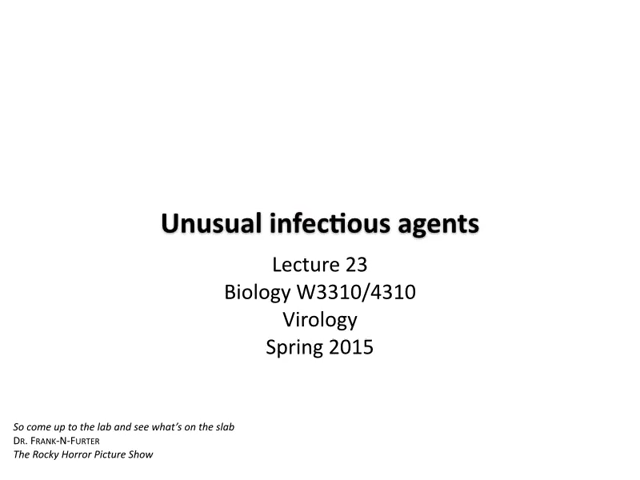 Unusual infectious agents
Lecture 23
Biology W3310/4310
Virology
Spring 2015
So come up to the lab and see what's on the slab
DR. FRANK-N-FURTER
The Rocky Horror Picture Show